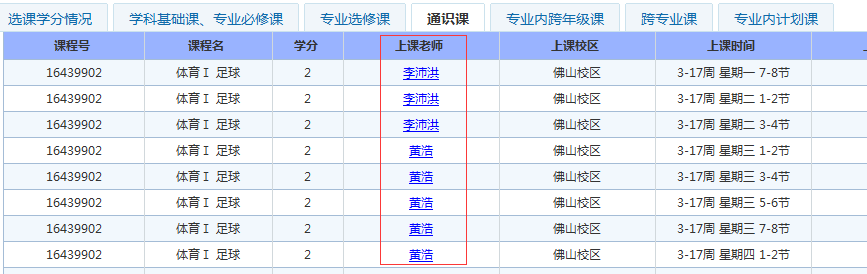 选课学分情况 学科基础课、专业必修课 专业选修课 通识课 专业内跨年级课 跨专业课 专业内计划课
课程号 课程名 学分 上课老师 上课校区 上课时间
16439902 体育Ⅰ 足球 2 李沛洪 佛山校区 3-17周 星期一 7-8节
16439902 体育Ⅰ 足球 2 李沛洪 佛山校区 3-17周 星期二 1-2节
16439902 体育Ⅰ 足球 2 李沛洪 佛山校区 3-17周 星期二 3-4节
16439902 体育Ⅰ 足球 2 黄浩 佛山校区 3-17周 星期三 1-2节
16439902 体育Ⅰ 足球 2 黄浩 佛山校区 3-17周 星期三 3-4节
16439902 体育Ⅰ 足球 2 黄浩 佛山校区 3-17周 星期三 5-6节
16439902 体育Ⅰ 足球 2 黄浩 佛山校区 3-17周 星期三 7-8节
16439902 体育Ⅰ 足球 2 黄浩 佛山校区 3-17周 星期四 1-2节